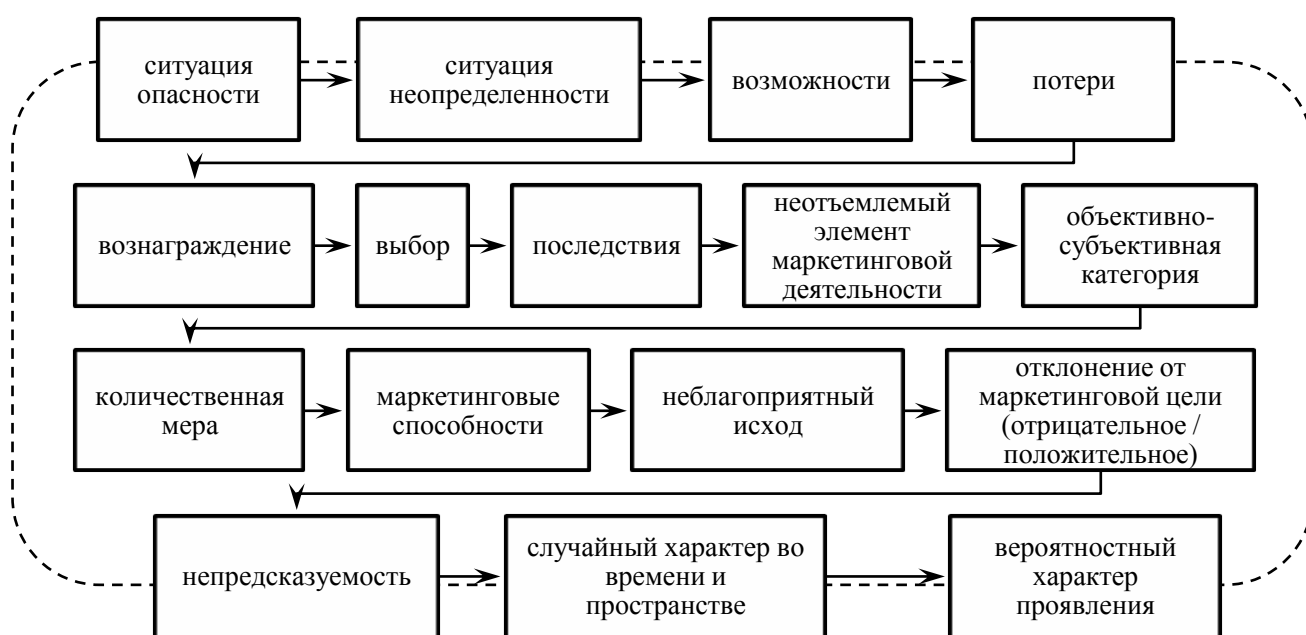 ситуация
опасности
ситуация
неопределенности
возможности
потери
вознаграждение
выбор
последствия
неотъемлемый
элемент
маркетинговой
деятельности
объективно-
субъективная
категория
количественная
мера
маркетинговые
способности
неблагоприятный
исход
отклонение от
маркетинговой цели
(отрицательное /
положительное)
непредсказуемость
случайный характер во
времени и
пространстве
вероятностный
характер
проявления